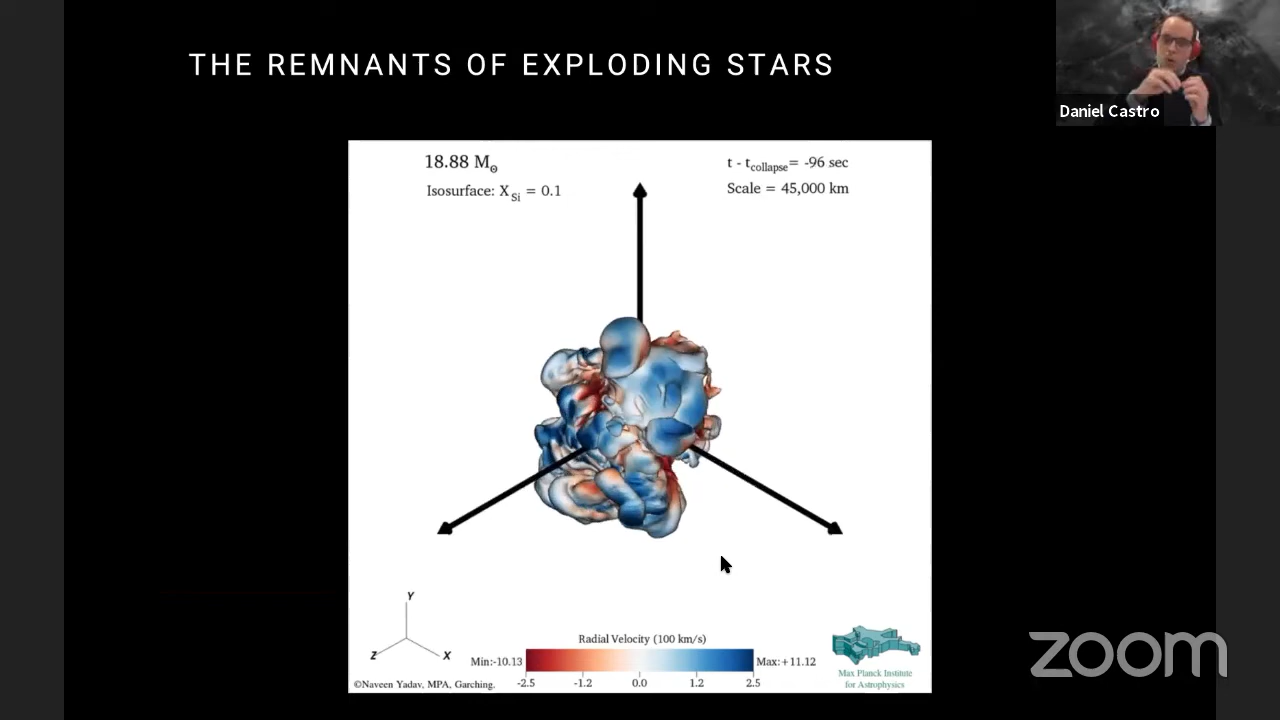 THE REMNANTS OF EXPLODING STARS
Daniel Castro
18.88 M⊙
Isosurface: X Si = 0.1
t - t collapse = -96 sec
Scale = 45,000 km
Y
Z
X
Radial Velocity (100 km/s)
Min:-10.13
Max:+11.12
-2.5 -1.2 0.0 1.2 2.5
©Naveen Yadav, MPA, Garching.
Max Planck Institute
for Astrophysics
zoom